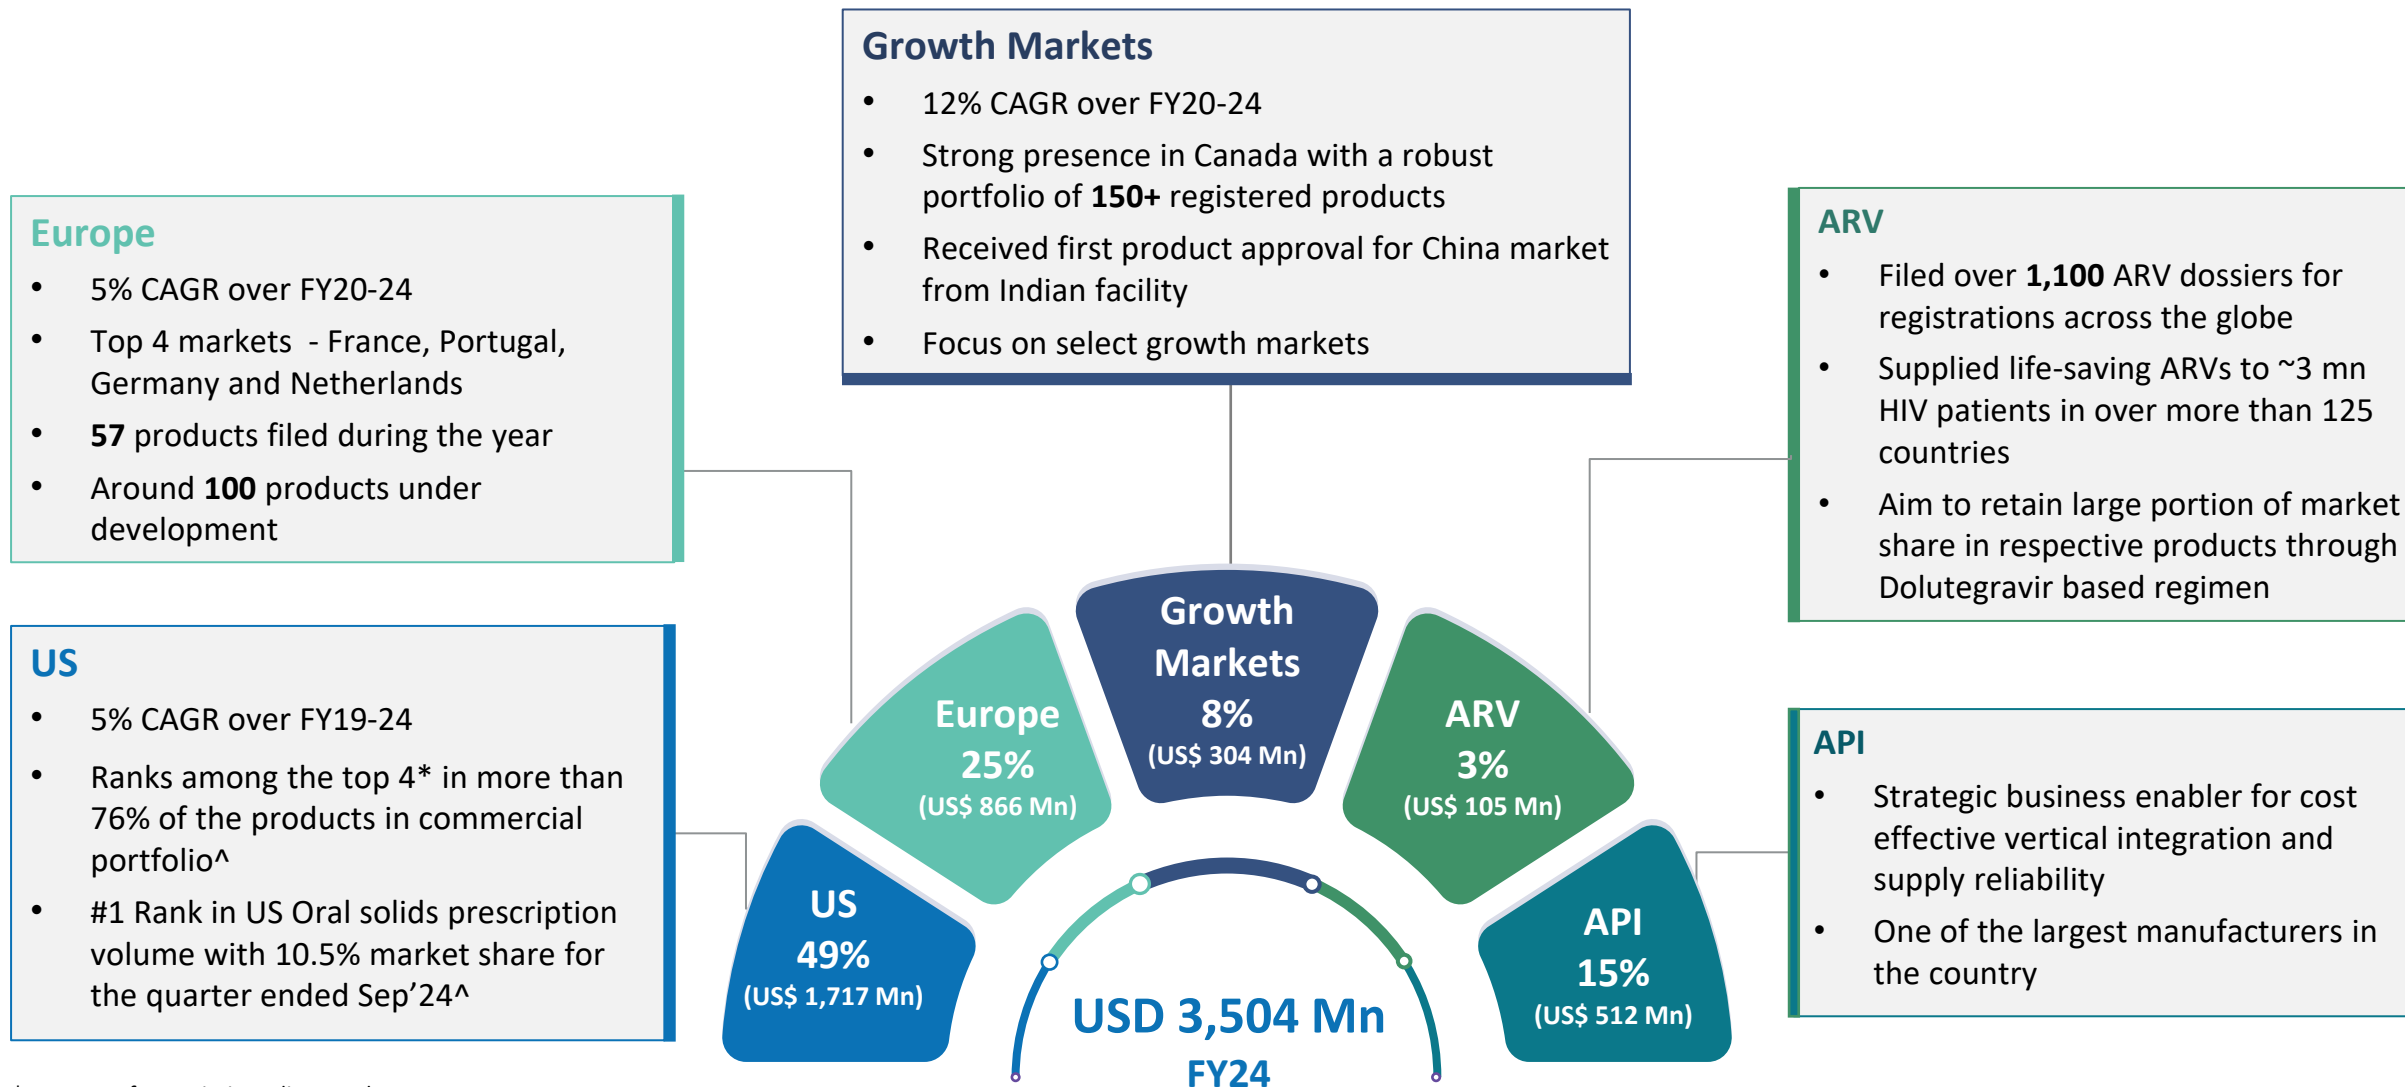 Growth Markets
• 12% CAGR over FY20-24
• Strong presence in Canada with a robust
portfolio of 150+ registered products
• Received first product approval for China market
from Indian facility
• Focus on select growth markets
Europe
• 5% CAGR over FY20-24
• Top 4 markets - France, Portugal,
Germany and Netherlands
• 57 products filed during the year
• Around 100 products under
development
ARV
• Filed over 1,100 ARV dossiers for
registrations across the globe
• Supplied life-saving ARVs to ~3 mn
HIV patients in over more than 125
countries
• Aim to retain large portion of market
share in respective products through
Dolutegravir based regimen
US
• 5% CAGR over FY19-24
• Ranks among the top 4* in more than
76% of the products in commercial
portfolio^
• #1 Rank in US Oral solids prescription
volume with 10.5% market share for
the quarter ended Sep’24^
API
• Strategic business enabler for cost
effective vertical integration and
supply reliability
• One of the largest manufacturers in
the country
US
49%
(US$ 1,717 Mn)
Europe
25%
(US$ 866 Mn)
Growth
Markets
8%
(US$ 304 Mn)
ARV
3%
(US$ 105 Mn)
API
15%
(US$ 512 Mn)
USD 3,504 Mn
FY24